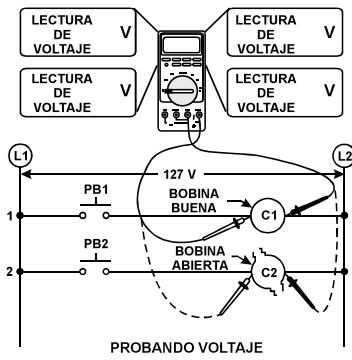 LECTURA
DE V
VOLTAJE
LECTURA
DE V
VOLTAJE
LECTURA
DE V
VOLTAJE
LECTURA
DE V
VOLTAJE
L1
L2
127 V
PB1
BOBINA
BUENA
C1
1
PB2
BOBINA
ABIERTA
C2
2
PROBANDO VOLTAJE